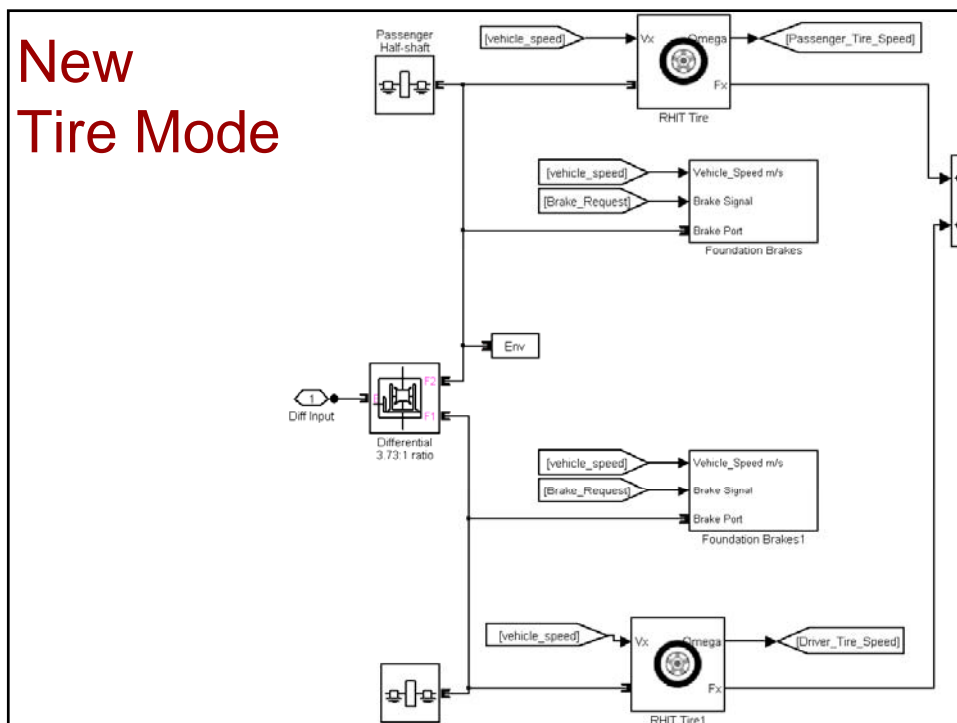 New
Tire Mode
Passenger
Half-shaft
[vehicle_speed]
Vx
Omega
[Passenger_Tire_Speed]
Fx
RHIT Tire
[vehicle_speed]
Vehicle_Speed m/s
[Brake_Request]
Brake Signal
Brake Port
Foundation Brakes
Env
F2
1
B
F1
Diff Input
Differential
3.73:1 ratio
[vehicle_speed]
Vehicle_Speed m/s
[Brake_Request]
Brake Signal
Brake Port
Foundation Brakes1
[vehicle_speed]
Vx
Omega
[Driver_Tire_Speed]
Fx
RHIT Tire1